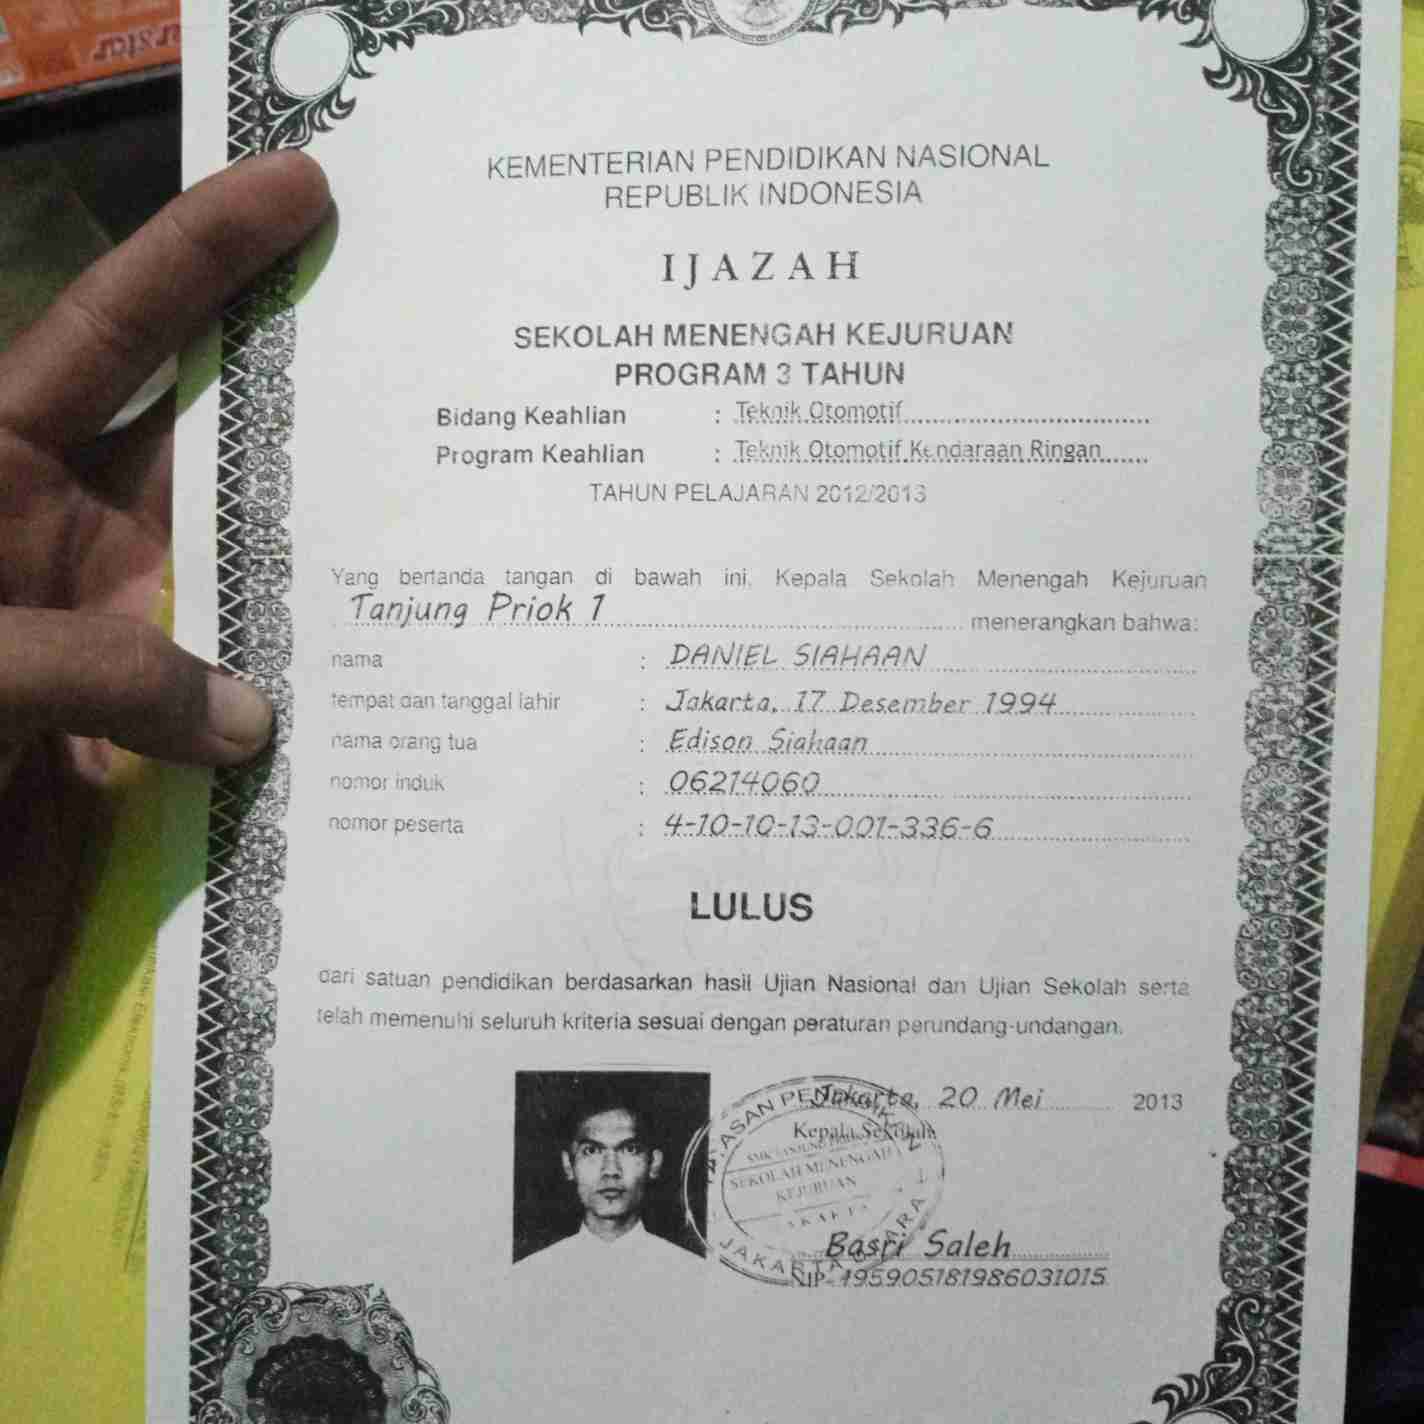 urstar
KEMENTERIAN PENDIDIKAN NASIONAL
REPUBLIK INDONESIA
IJAZAH
SEKOLAH MENENGAH KEJURUAN
PROGRAM 3 TAHUN
Bidang Keahlian : Teknik Otomotif
Program Keahlian : Teknik Otomotif Kendaraan Ringan
TAHUN PELAJARAN 2012/2013
Yang bertanda tangan di bawah ini, Kepala Sekolah Menengah Kejuruan
Tanjung Priok 1 menerangkan bahwa:
nama : DANIEL SIAHAAN
tempat dan tanggal lahir : Jakarta, 17 Desember 1994
nama orang tua : Edison Siahaan
nomor induk : 06214060
nomor peserta : 4-10-10-13-001-336-6
LULUS
dari satuan pendidikan berdasarkan hasil Ujian Nasional dan Ujian Sekolah serta
telah memenuhi seluruh kriteria sesuai dengan peraturan perundang-undangan.
Jakarta, 20 Mei 2013
Kepala Sekolah
SEKOLAH MENENGAH
KEJURUAN
JAKARTA UTARA
Basri Saleh
NIP. 195905181986031015